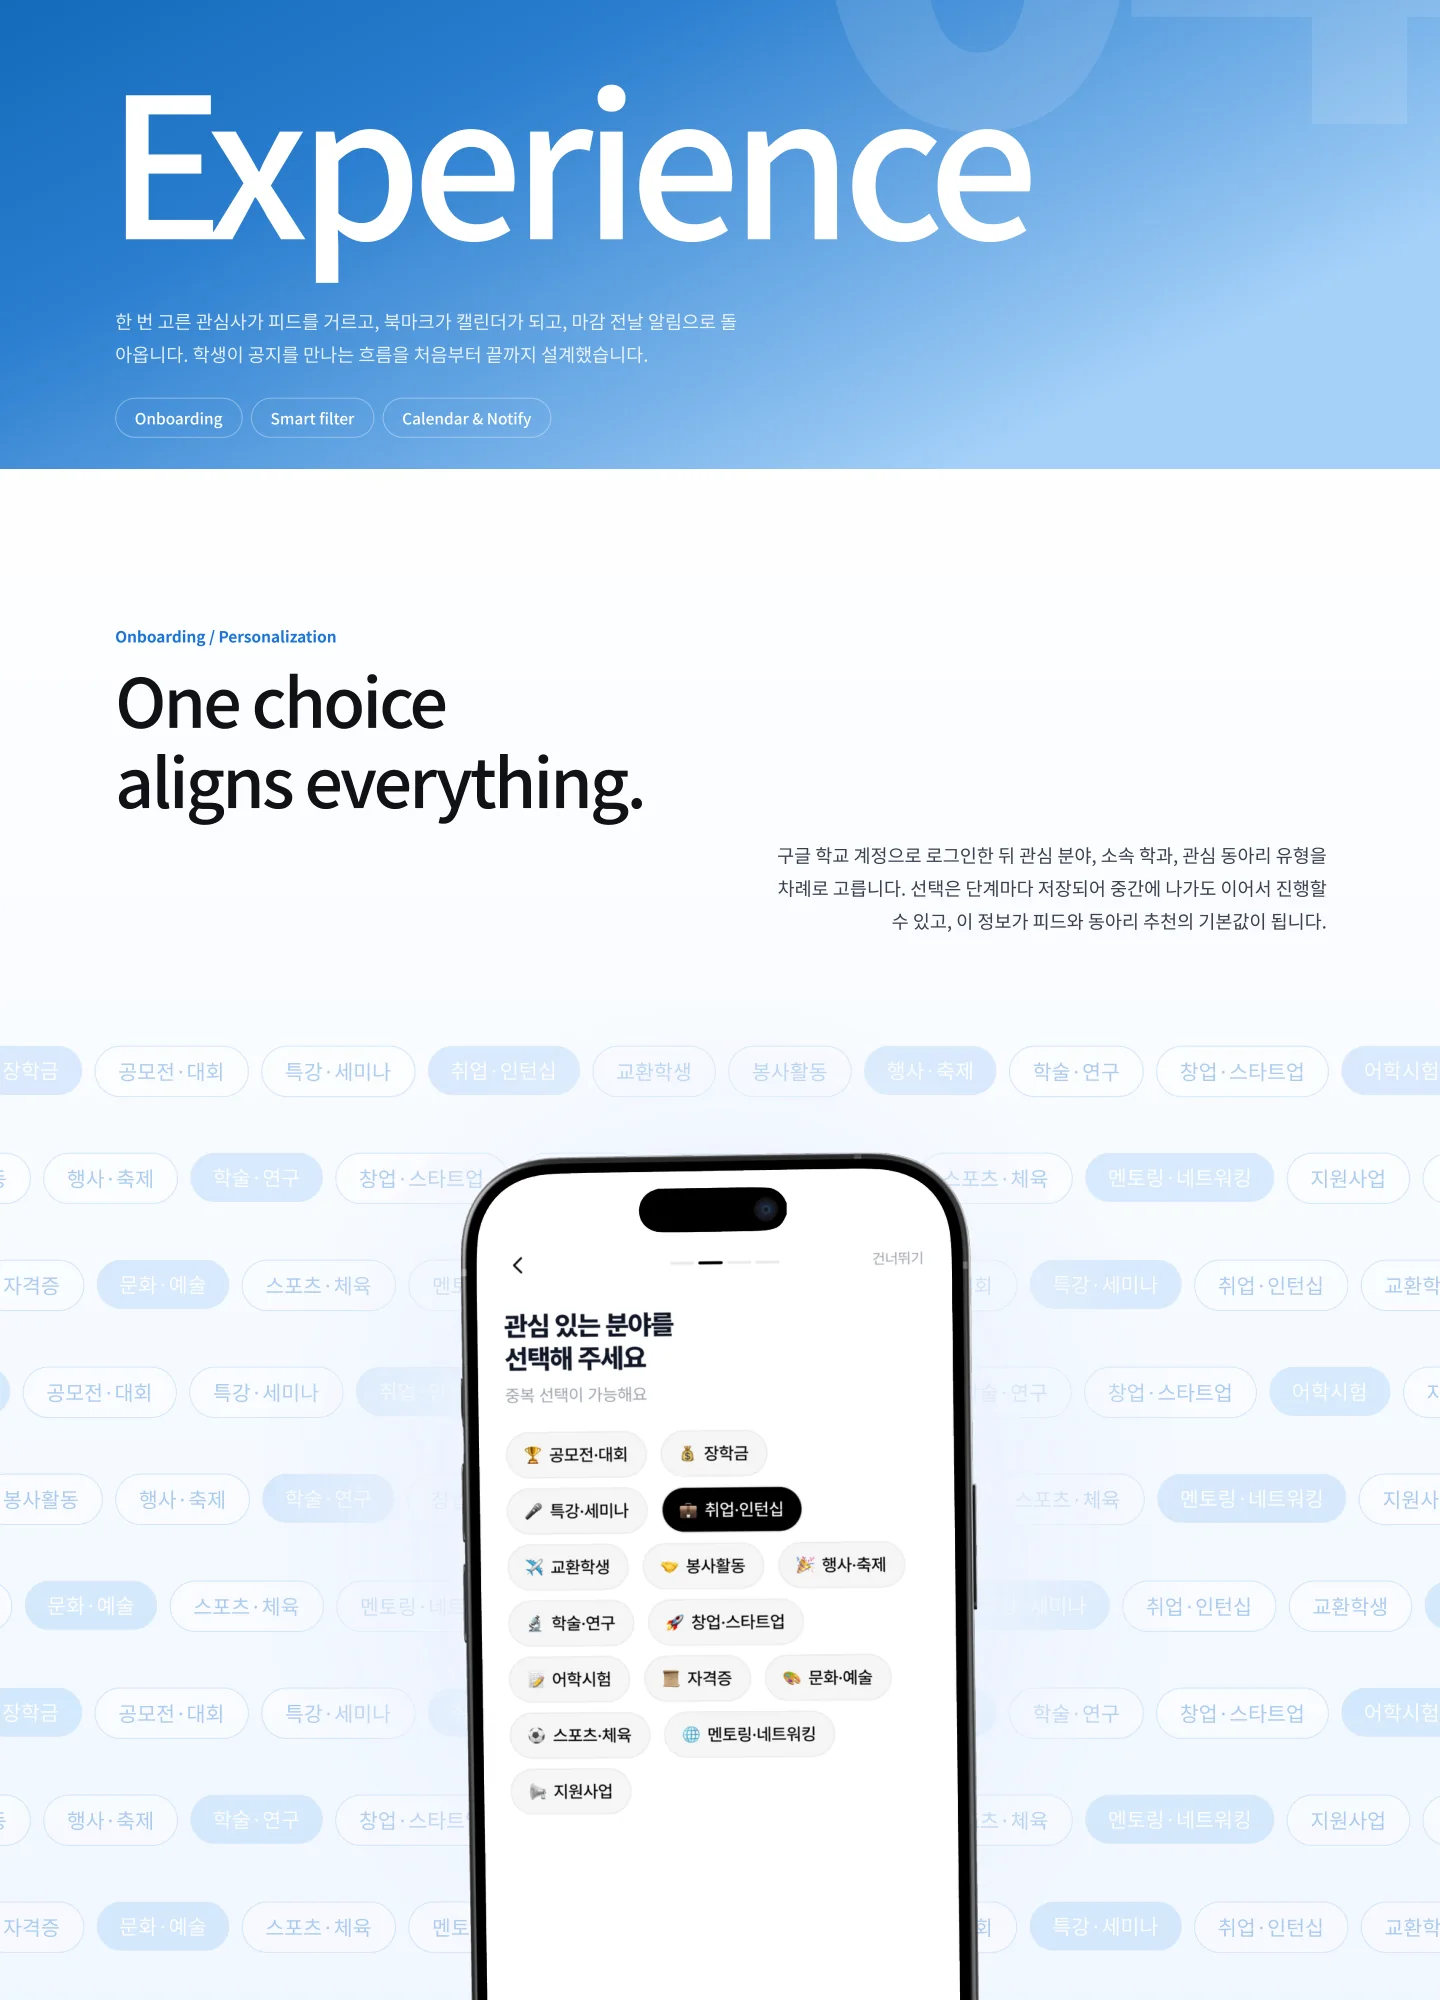 04
Experience
한 번 고른 관심사가 피드를 거르고, 북마크가 캘린더가 되고, 마감 전날 알림으로 돌
아옵니다. 학생이 공지를 만나는 흐름을 처음부터 끝까지 설계했습니다.
Onboarding Smart filter Calendar & Notify
Onboarding / Personalization
One choice
aligns everything.
구글 학교 계정으로 로그인한 뒤 관심 분야, 소속 학과, 관심 동아리 유형을
차례로 고릅니다. 선택은 단계마다 저장되어 중간에 나가도 이어서 진행할
수 있고, 이 정보가 피드와 동아리 추천의 기본값이 됩니다.
장학금 공모전·대회 특강·세미나 취업·인턴십 교환학생 봉사활동 행사·축제 학술·연구 창업·스타트업 어학시험
행사·축제 학술·연구 창업·스타트업 스포츠·체육 멘토링·네트워킹 지원사업
건너뛰기
자격증 문화·예술 스포츠·체육 특강·세미나 취업·인턴십
관심 있는 분야를
선택해 주세요
중복 선택이 가능해요
공모전·대회 특강·세미나 창업·스타트업 어학시험
공모전·대회 장학금
봉사활동 행사·축제 학술·연구 스포츠·체육 멘토링·네트워킹
특강·세미나 취업·인턴십
교환학생 봉사활동 행사·축제
문화·예술 스포츠·체육 취업·인턴십 교환학생
학술·연구 창업·스타트업
어학시험 자격증 문화·예술
장학금 공모전·대회 특강·세미나 학술·연구 창업·스타트업 어학시험
스포츠·체육 멘토링·네트워킹
지원사업
행사·축제 학술·연구 멘토링·네트워킹 지원사업
자격증 문화·예술 스포츠·체육 특강·세미나 취업·인턴십